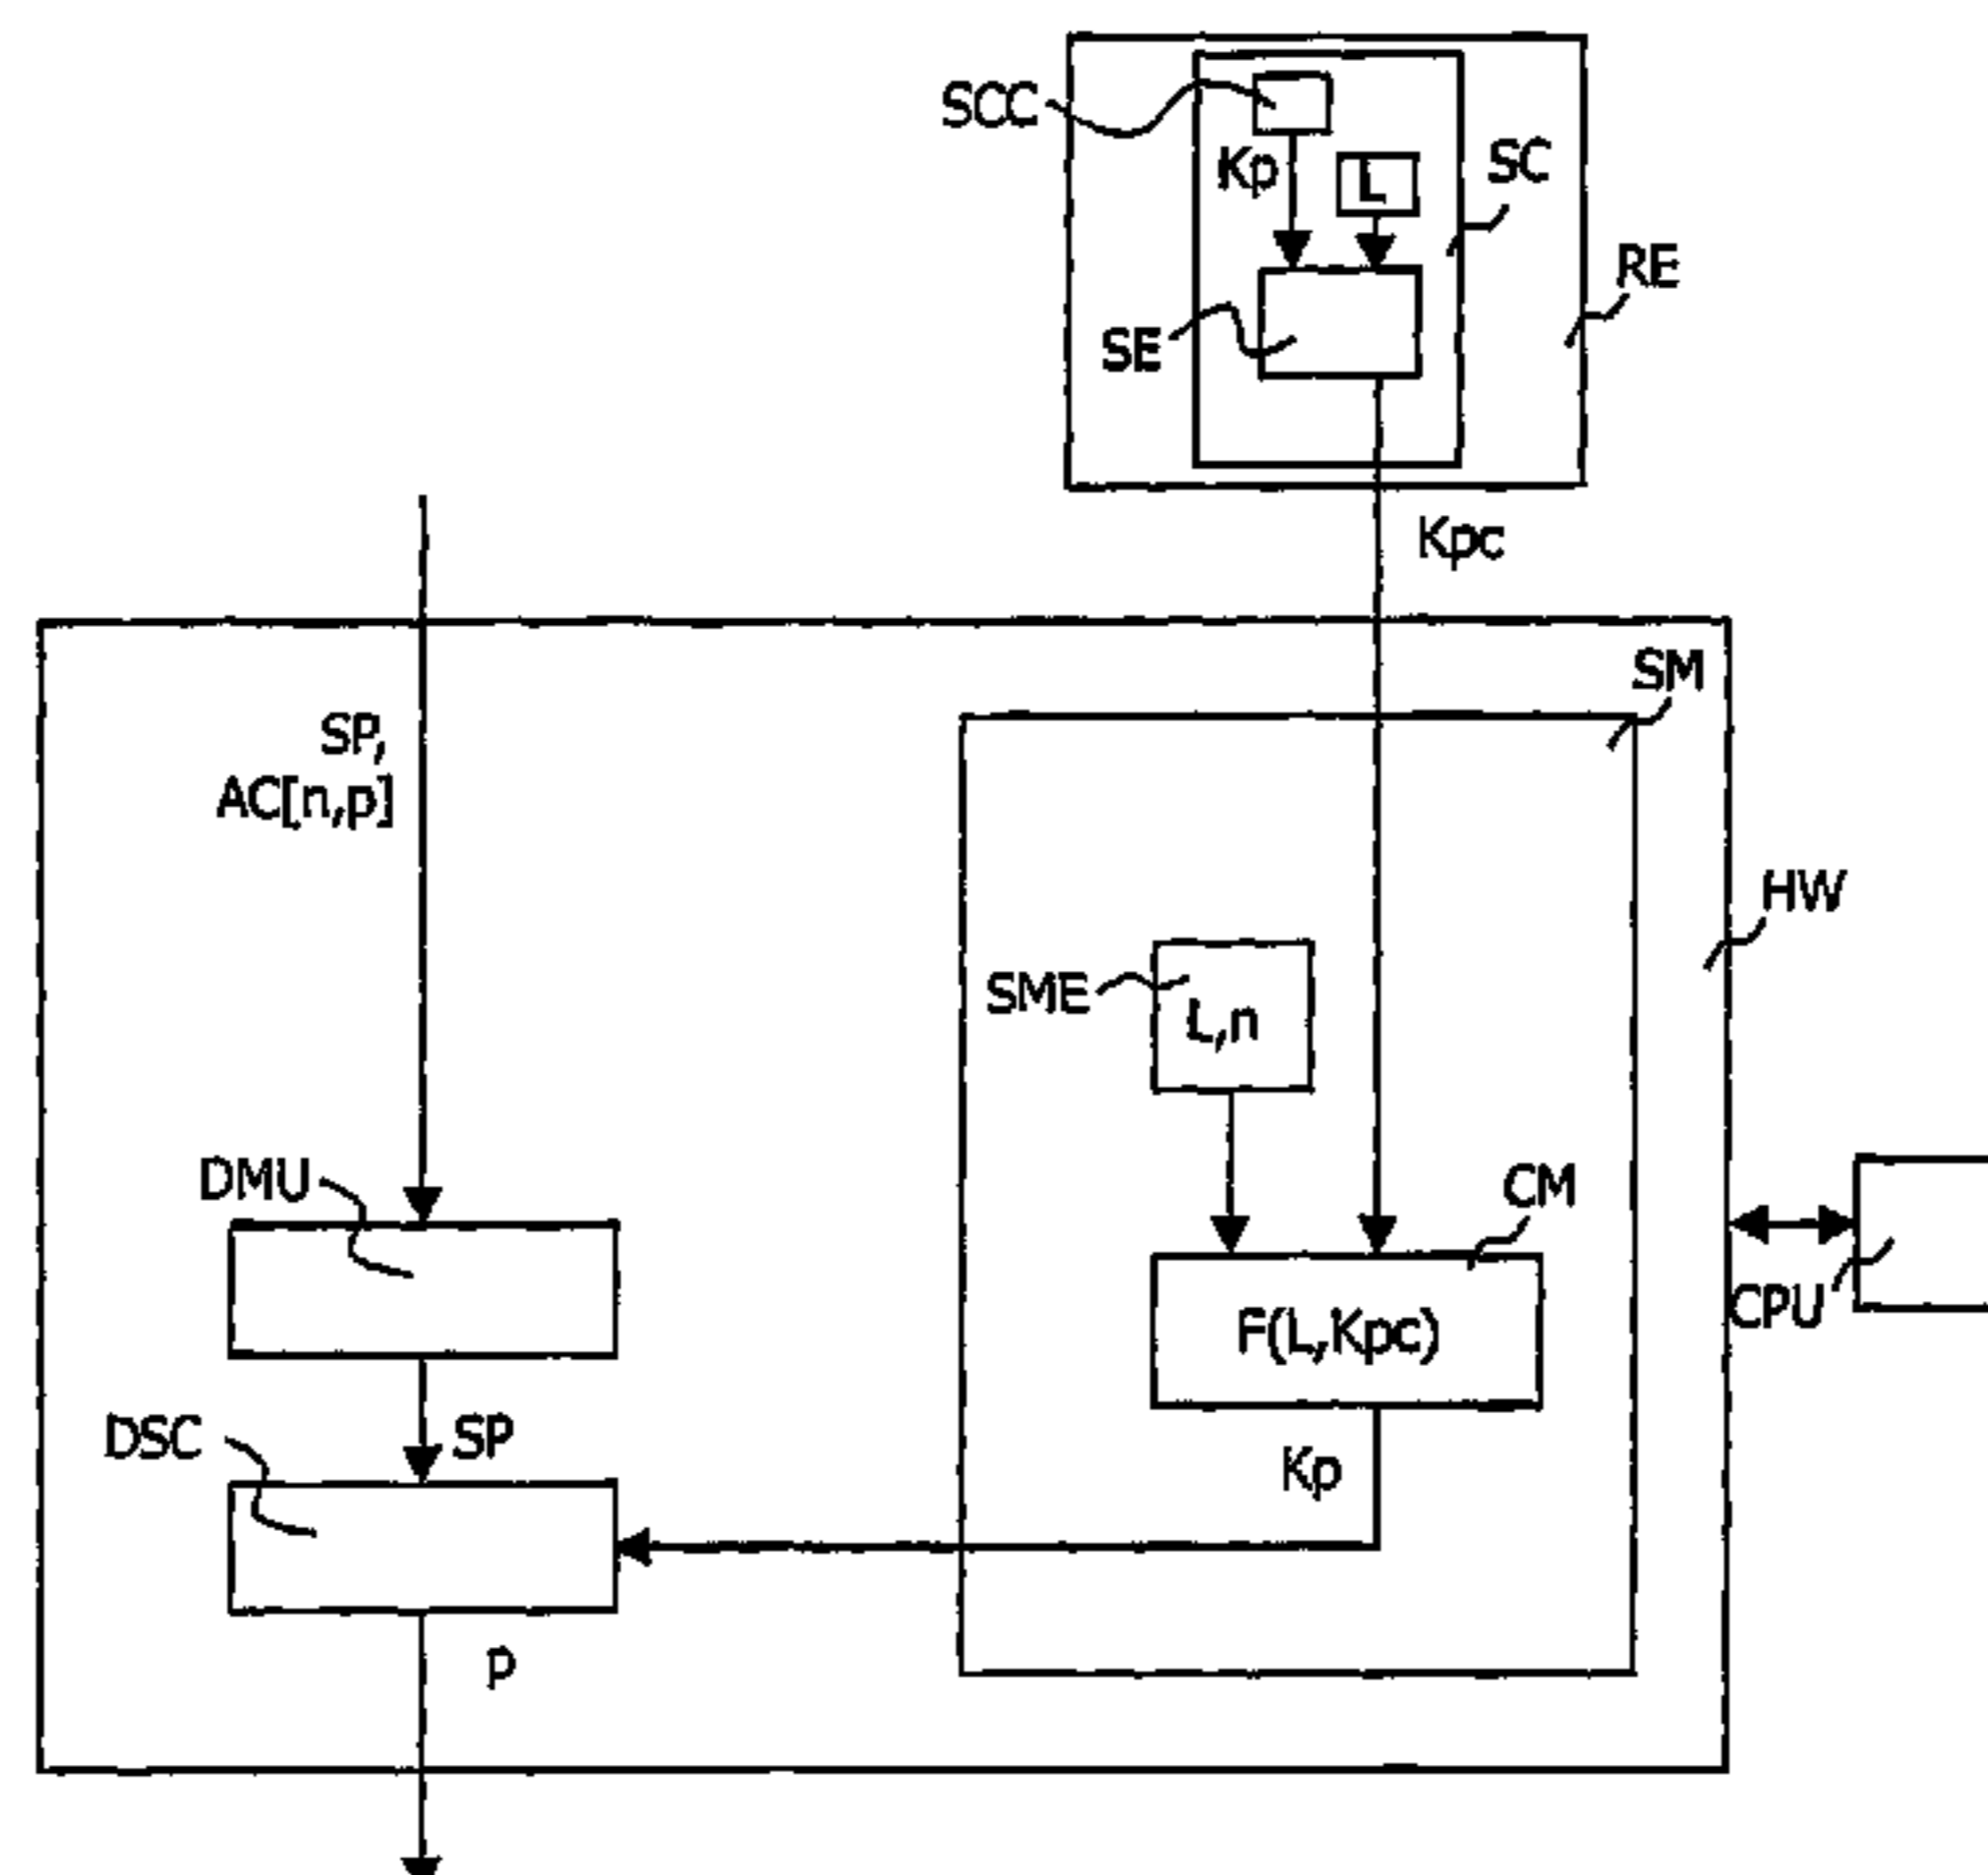 SCC
Kp
L
SC
RE
SE
Kpc
SM
SP,
AC[n,p]
HW
SME
L,n
DMU
CM
F(L,Kpc)
CPU
DSC
SP
Kp
p